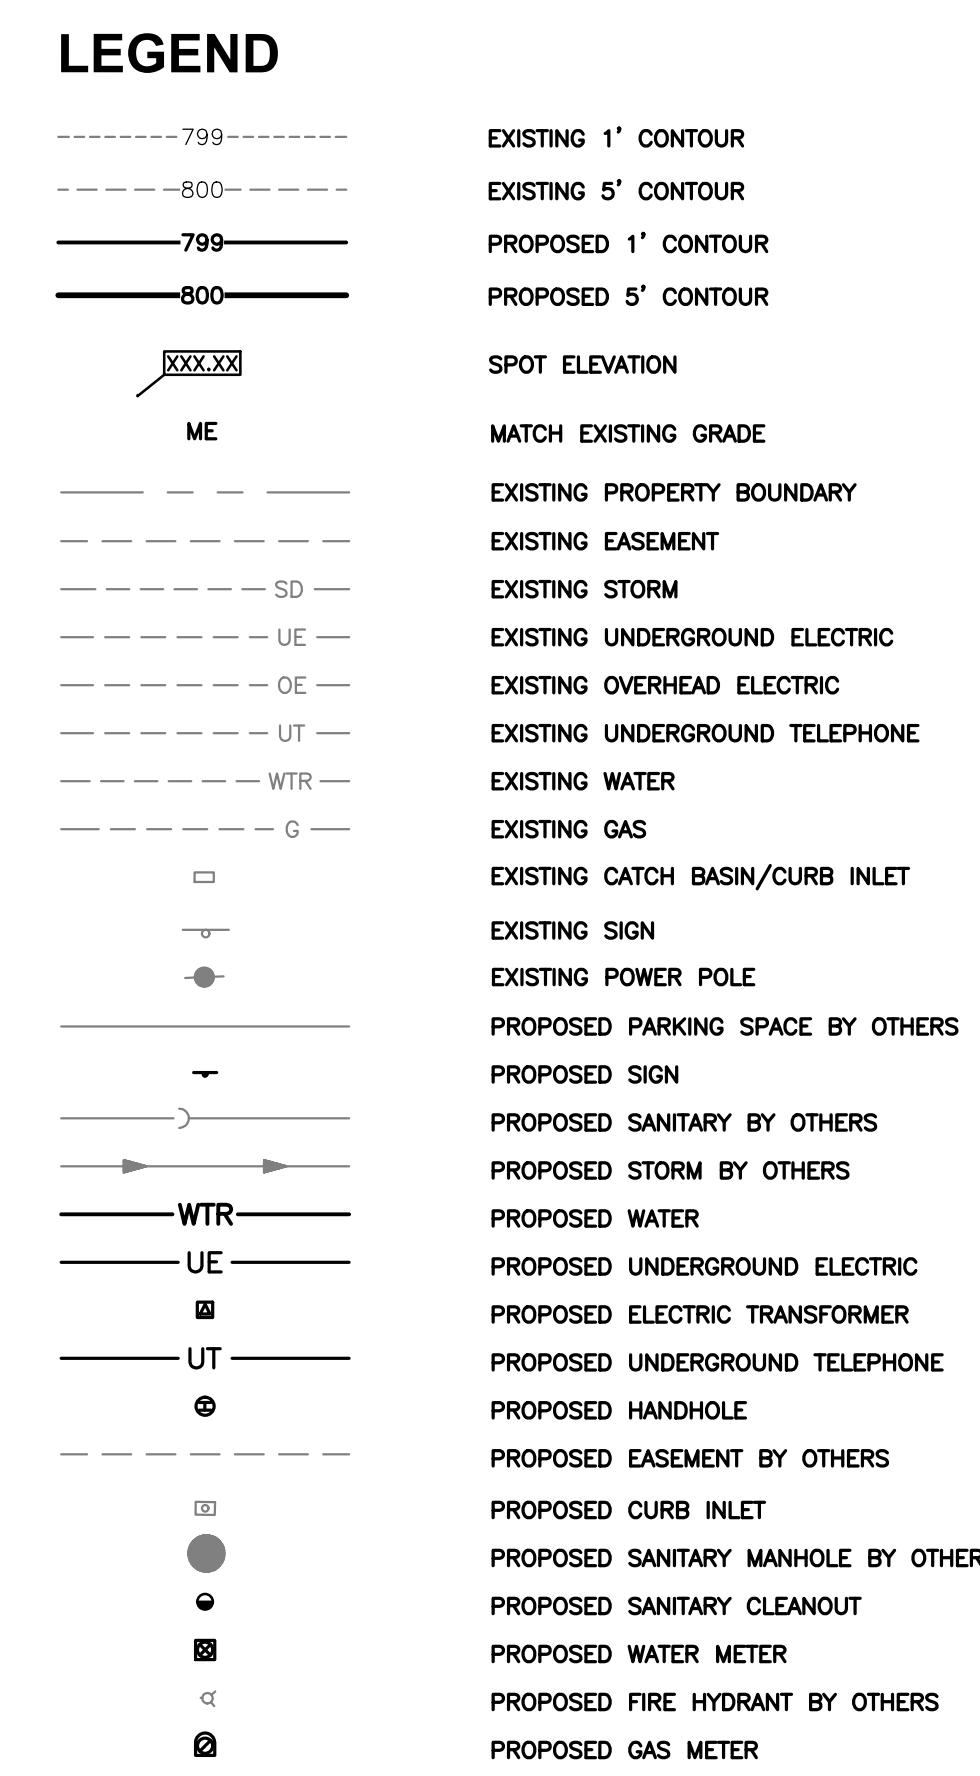 LEGEND
799 EXISTING 1' CONTOUR
800 EXISTING 5' CONTOUR
799 PROPOSED 1' CONTOUR
800 PROPOSED 5' CONTOUR
XXX.XX SPOT ELEVATION
ME MATCH EXISTING GRADE
EXISTING PROPERTY BOUNDARY
EXISTING EASEMENT
SD EXISTING STORM
UE EXISTING UNDERGROUND ELECTRIC
OE EXISTING OVERHEAD ELECTRIC
UT EXISTING UNDERGROUND TELEPHONE
WTR EXISTING WATER
G EXISTING GAS
EXISTING CATCH BASIN/CURB INLET
EXISTING SIGN
EXISTING POWER POLE
PROPOSED PARKING SPACE BY OTHERS
PROPOSED SIGN
PROPOSED SANITARY BY OTHERS
PROPOSED STORM BY OTHERS
WTR PROPOSED WATER
UE PROPOSED UNDERGROUND ELECTRIC
PROPOSED ELECTRIC TRANSFORMER
UT PROPOSED UNDERGROUND TELEPHONE
PROPOSED HANDHOLE
PROPOSED EASEMENT BY OTHERS
PROPOSED CURB INLET
PROPOSED SANITARY MANHOLE BY OTHER
PROPOSED SANITARY CLEANOUT
PROPOSED WATER METER
PROPOSED FIRE HYDRANT BY OTHERS
PROPOSED GAS METER